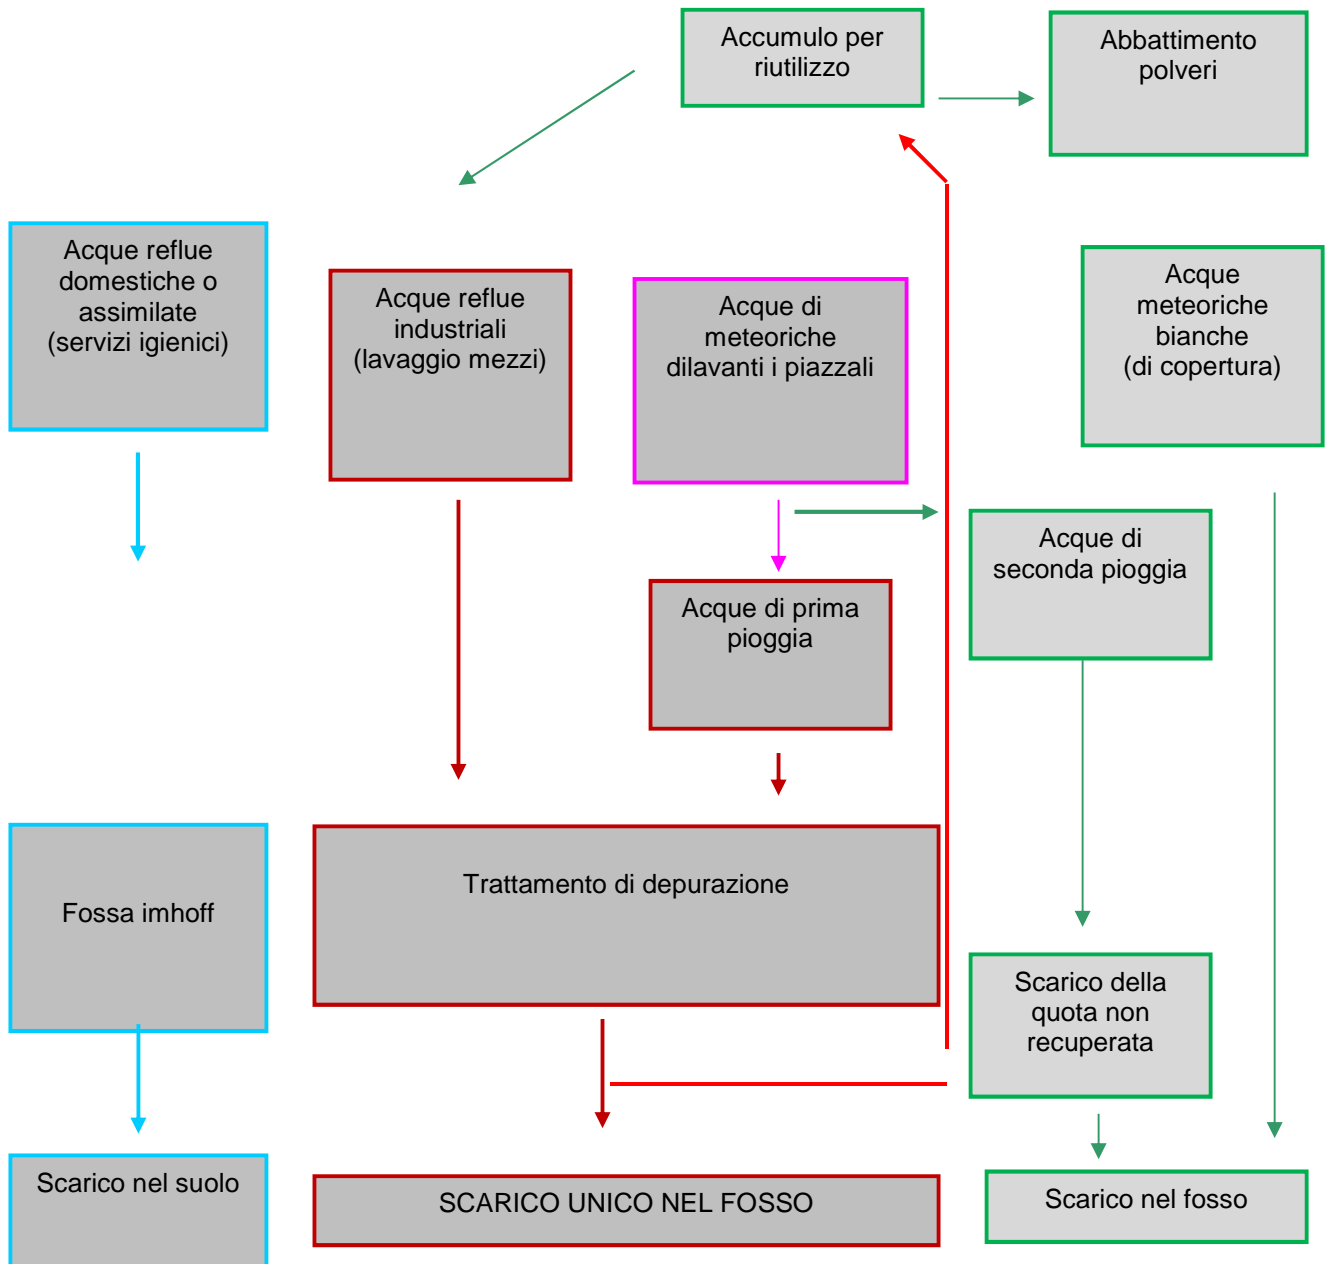 Accumulo per
riutilizzo
Abbattimento
polveri
Acque reflue
domestiche o
assimilate
(servizi igienici)
Acque reflue
industriali
(lavaggio mezzi)
Acque di
meteoriche
dilavanti i piazzali
Acque
meteoriche
bianche
(di copertura)
Acque di
seconda pioggia
Acque di prima
pioggia
Fossa imhoff
Trattamento di depurazione
Scarico della
quota non
recuperata
Scarico nel suolo
SCARICO UNICO NEL FOSSO
Scarico nel fosso